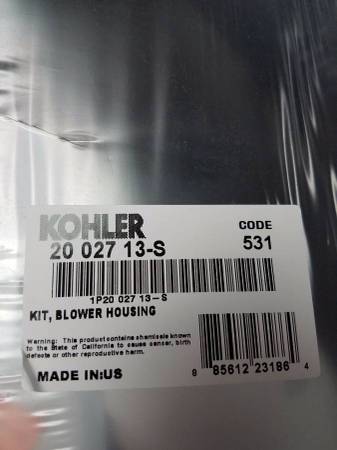 KOHLER
CODE
20 027 13-S
531
1P20 027 13-S
KIT, BLOWER HOUSING
Warning: This product contains chemicals known
to the State of California to cause cancer, birth
defects or other reproductive harm.
MADE IN:US
8 85612 23186 4